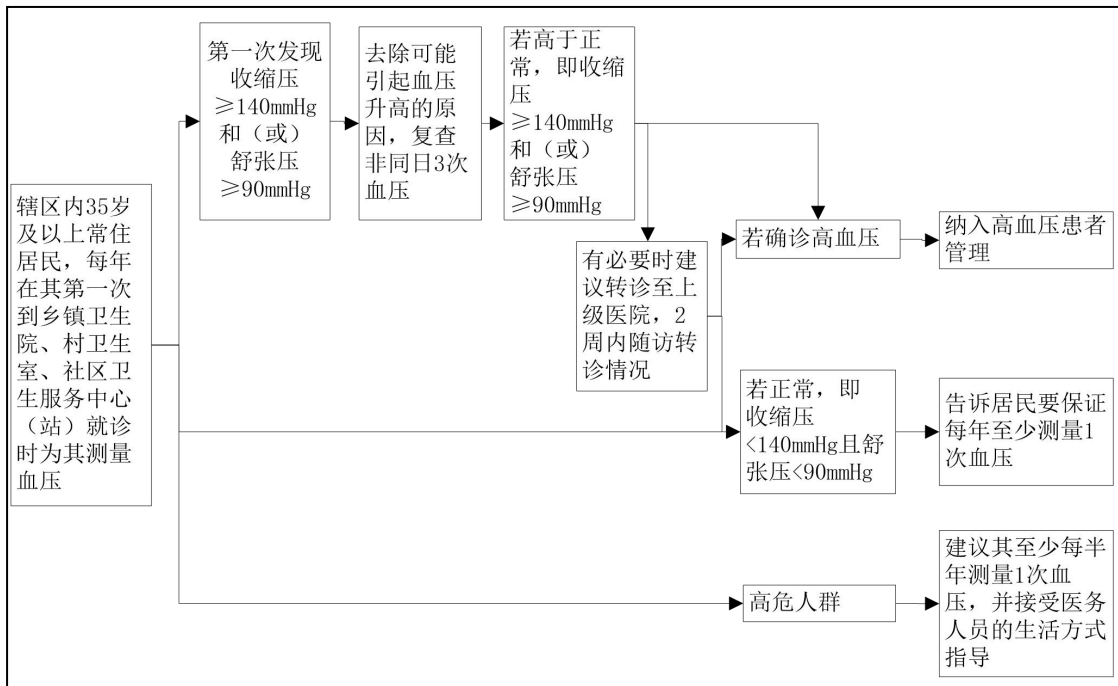 第一次发现
收缩压
≥140mmHg
和（或）
舒张压
≥90mmHg
去除可能
引起血压
升高的原
因，复查
非同日3次
血压
若高于正
常，即收缩
压
≥140mmHg
和（或）
舒张压
≥90mmHg
辖区内35岁
及以上常住
居民，每年
在其第一次
到乡镇卫生
院、村卫生
室、社区卫
生服务中心
（站）就诊
时为其测量
血压
有必要时建
议转诊至上
级医院，2
周内随访转
诊情况
若确诊高血压
纳入高血压患者
管理
若正常，即
收缩压
<140mmHg且舒
张压<90mmHg
告诉居民要保证
每年至少测量1
次血压
高危人群
建议其至少每半
年测量1次血
压，并接受医务
人员的生活方式
指导